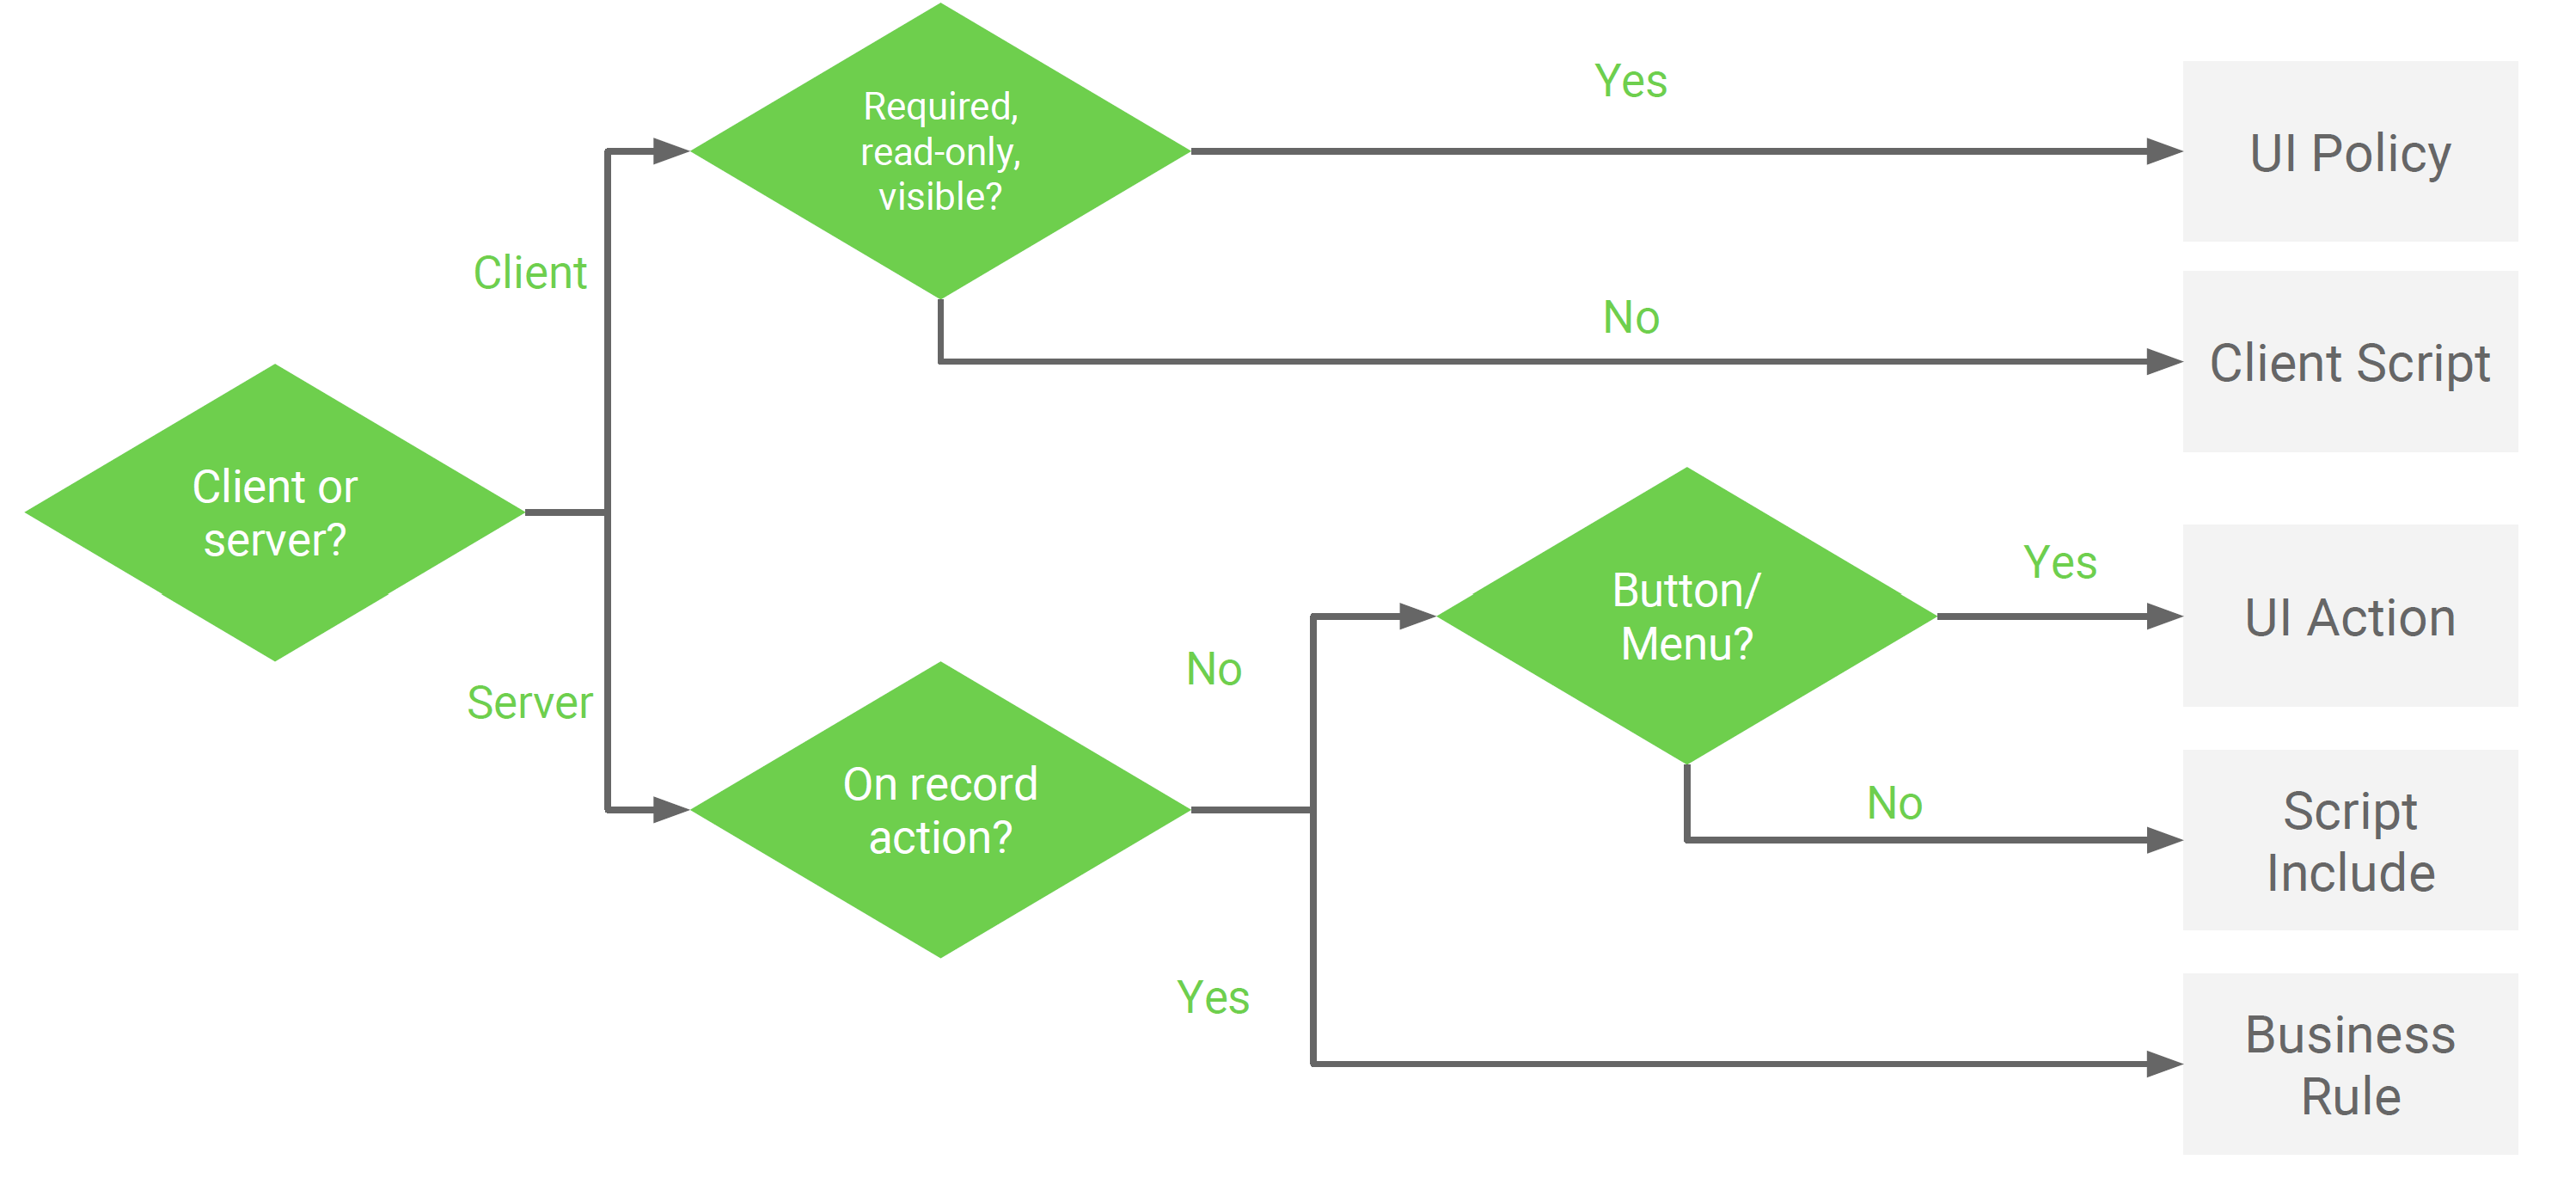 Required,
read-only,
visible?
Yes
UI Policy
Client
No
Client Script
Client or
server?
Button/
Menu?
Yes
UI Action
Server
No
On record
action?
No
Script
Include
Yes
Business
Rule